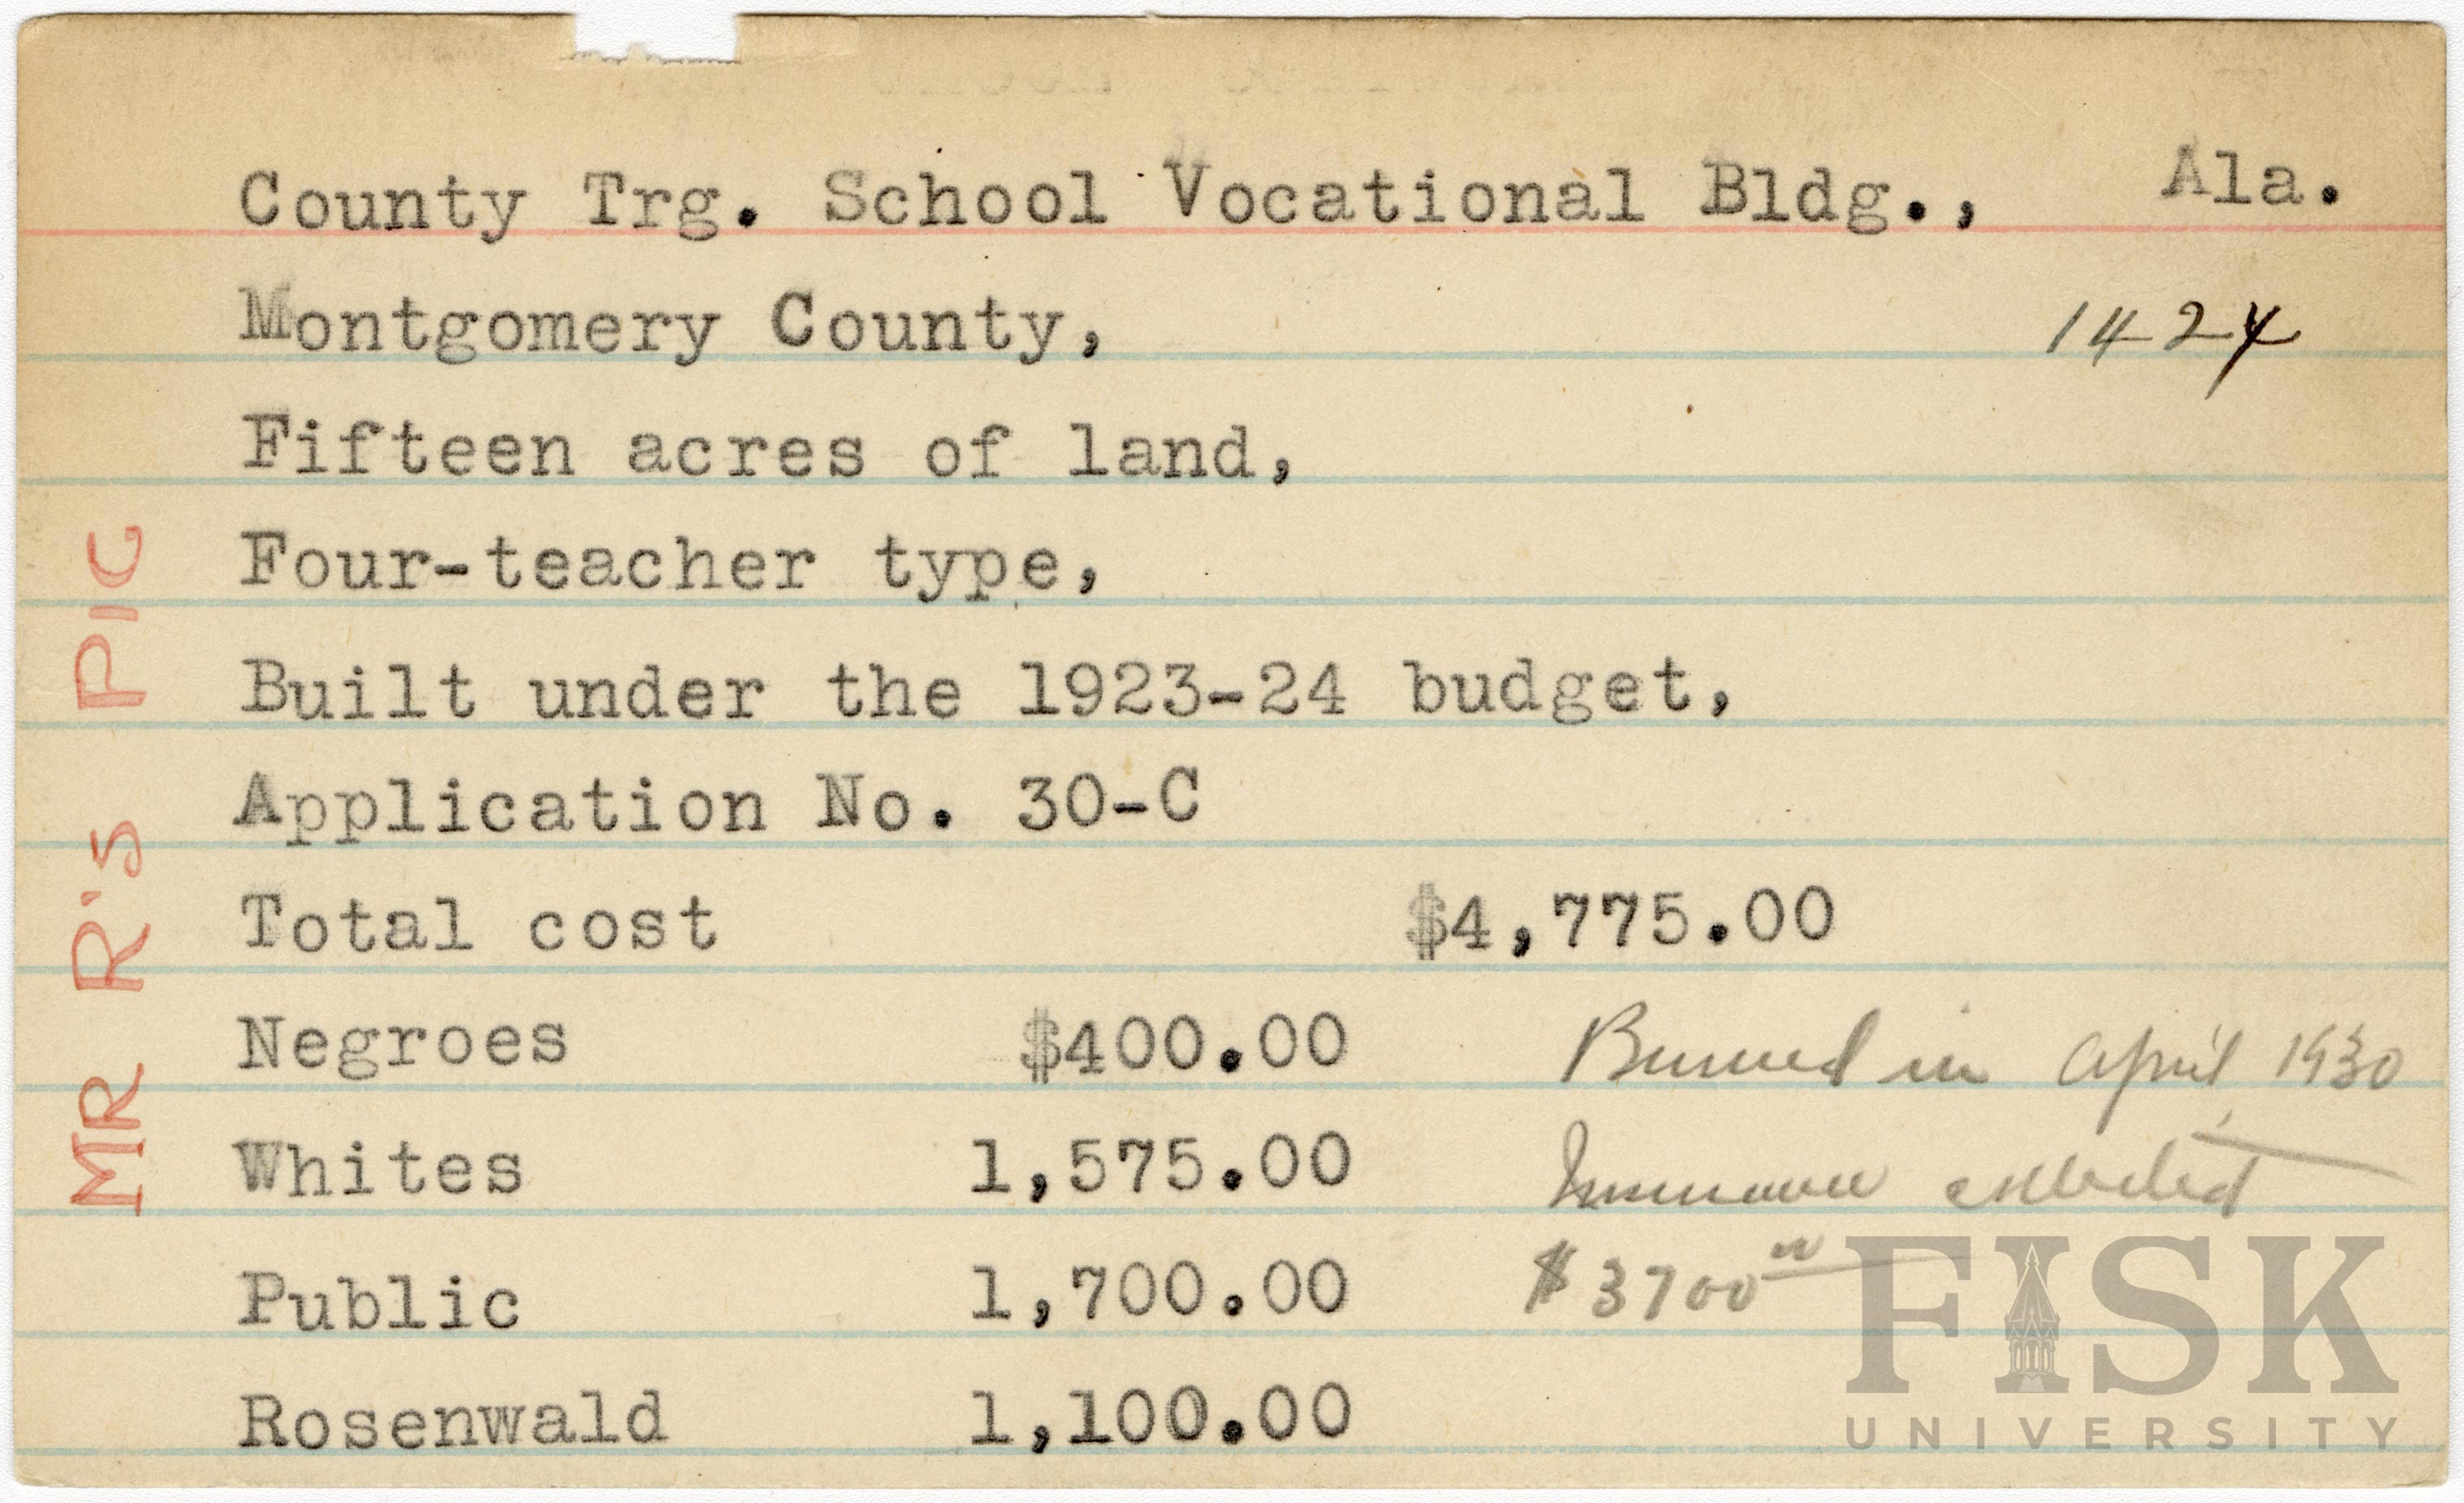 County Trg. School Vocational Bldg., Ala.
Montgomery County, 1424
Fifteen acres of land,
Four-teacher type,
Built under the 1923-24 budget,
Application No. 30-C
Total cost $4,775.00
Negroes $400.00 Burned in April 1930
Whites 1,575.00 Insurance collected
Public 1,700.00 $3700 00
Rosenwald 1,100.00
MR R'S PIC
FISK
UNIVERSITY